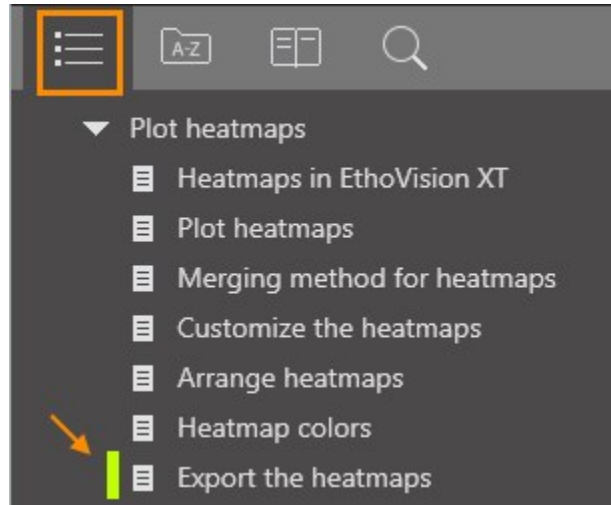 A-Z
Plot heatmaps
Heatmaps in EthoVision XT
Plot heatmaps
Merging method for heatmaps
Customize the heatmaps
Arrange heatmaps
Heatmap colors
Export the heatmaps